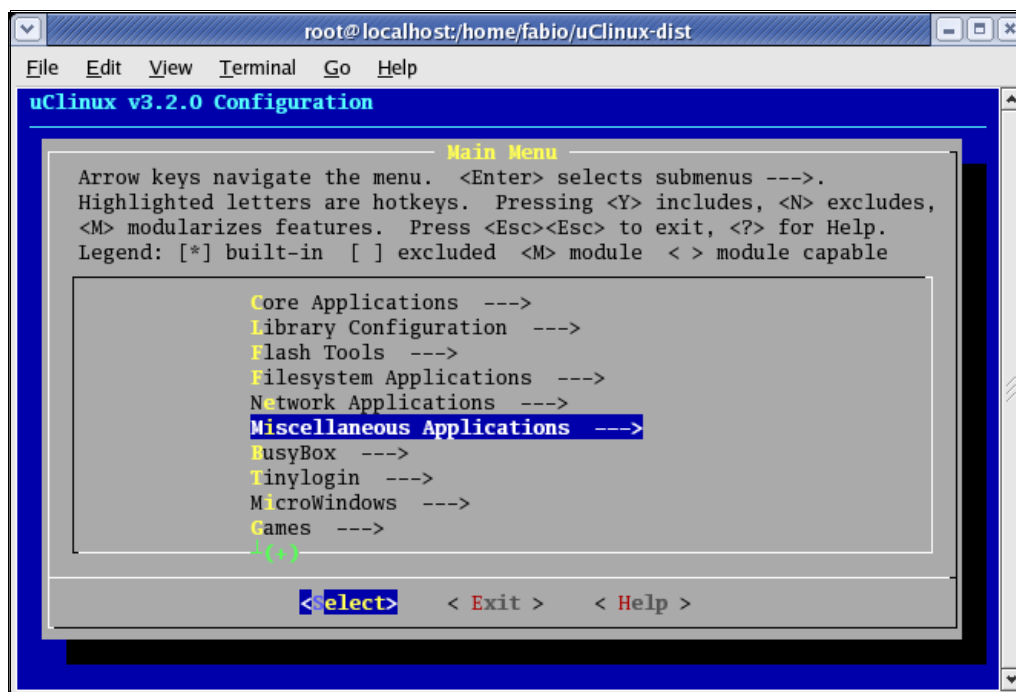 root@localhost:/home/fabio/uClinux-dist
File Edit View Terminal Go Help
uClinux v3.2.0 Configuration
Main Menu
Arrow keys navigate the menu. <Enter> selects submenus --->.
Highlighted letters are hotkeys. Pressing <Y> includes, <N> excludes,
<M> modularizes features. Press <Esc><Esc> to exit, <?> for Help.
Legend: [*] built-in [ ] excluded <M> module < > module capable
Core Applications --->
Library Configuration --->
Flash Tools --->
Filesystem Applications --->
Network Applications --->
Miscellaneous Applications --->
BusyBox --->
Tinylogin --->
MicroWindows --->
Games --->
┴(+)
<Select> < Exit > < Help >